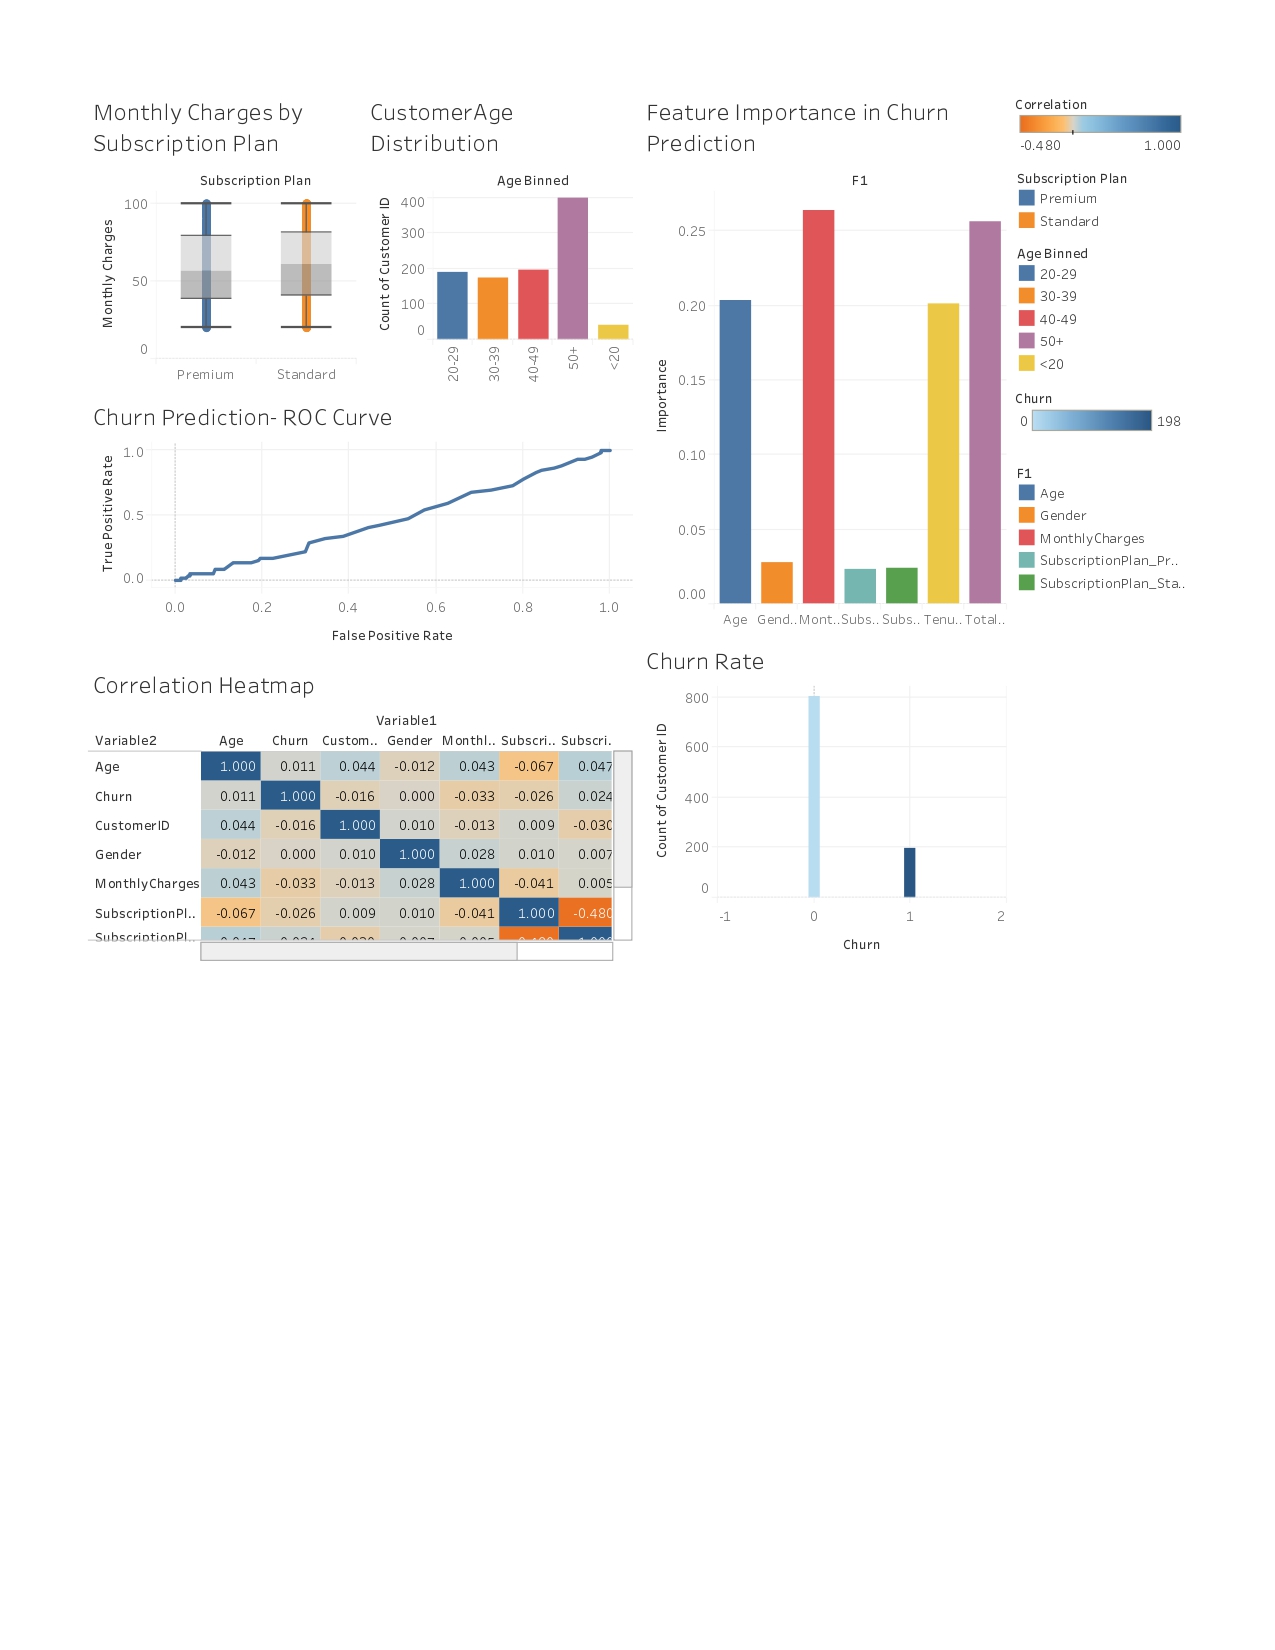 Monthly Charges by
Subscription Plan
Subscription Plan
Monthly Charges
100
50
0
Premium
Standard
CustomerAge
Distribution
Age Binned
Count of Customer ID
400
300
200
100
0
20-29
30-39
40-49
50+
<20
Feature Importance in Churn
Prediction
F1
Importance
0.25
0.20
0.15
0.10
0.05
0.00
Age Gend.. Mont.. Subs.. Subs.. Tenu.. Total..
Correlation
-0.480 1.000
Subscription Plan
Premium
Standard
Age Binned
20-29
30-39
40-49
50+
<20
Churn
0 198
F1
Age
Gender
MonthlyCharges
SubscriptionPlan_Pr..
SubscriptionPlan_Sta..
Churn Prediction- ROC Curve
True Positive Rate
1.0
0.5
0.0
0.0 0.2 0.4 0.6 0.8 1.0
False Positive Rate
Correlation Heatmap
Variable1
Variable2 Age Churn Custom.. Gender Monthl.. Subscri.. Subscri..
Age 1.000 0.011 0.044 -0.012 0.043 -0.067 0.047
Churn 0.011 1.000 -0.016 0.000 -0.033 -0.026 0.024
CustomerID 0.044 -0.016 1.000 0.010 -0.013 0.009 -0.030
Gender -0.012 0.000 0.010 1.000 0.028 0.010 0.007
MonthlyCharges 0.043 -0.033 -0.013 0.028 1.000 -0.041 0.005
SubscriptionPl.. -0.067 -0.026 0.009 0.010 -0.041 1.000 -0.480
SubscriptionPl..
Churn Rate
Count of Customer ID
800
600
400
200
0
-1 0 1 2
Churn